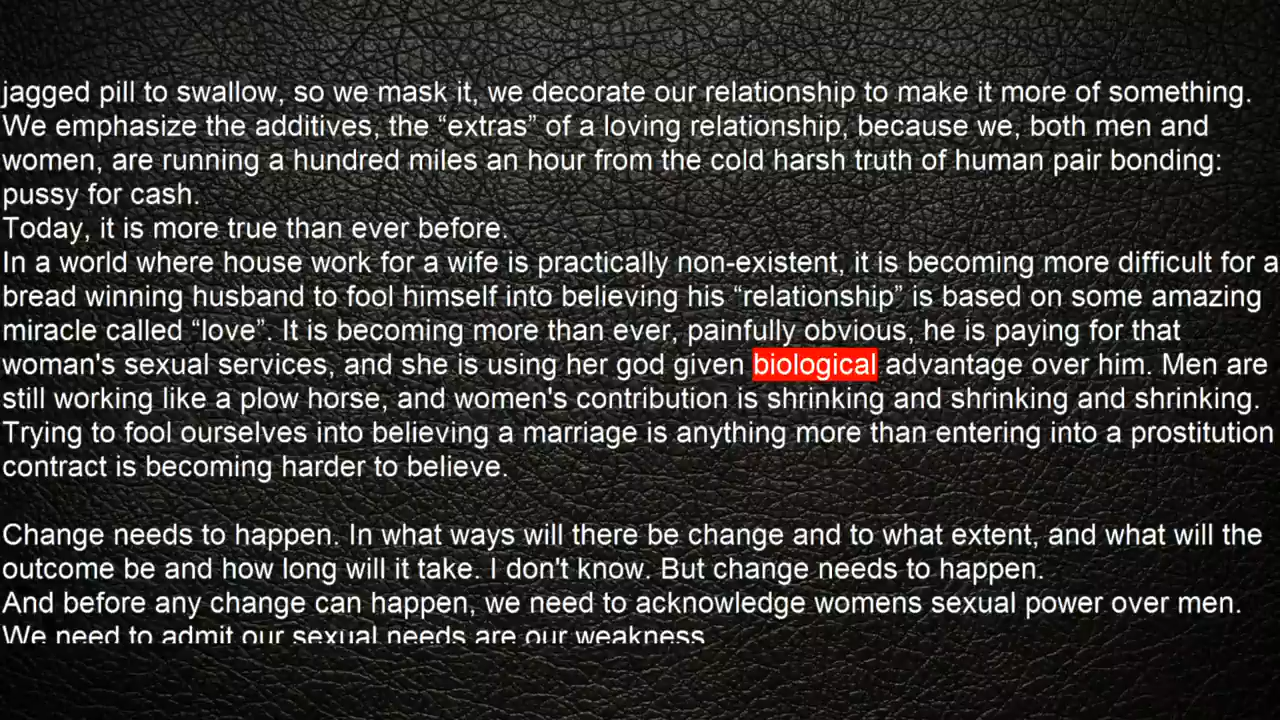 jagged pill to swallow, so we mask it, we decorate our relationship to make it more of something.
We emphasize the additives, the “extras” of a loving relationship, because we, both men and
women, are running a hundred miles an hour from the cold harsh truth of human pair bonding:
pussy for cash.
Today, it is more true than ever before.
In a world where house work for a wife is practically non-existent, it is becoming more difficult for a
bread winning husband to fool himself into believing his “relationship” is based on some amazing
miracle called “love”. It is becoming more than ever, painfully obvious, he is paying for that
woman's sexual services, and she is using her god given biological advantage over him. Men are
still working like a plow horse, and women's contribution is shrinking and shrinking and shrinking.
Trying to fool ourselves into believing a marriage is anything more than entering into a prostitution
contract is becoming harder to believe.
Change needs to happen. In what ways will there be change and to what extent, and what will the
outcome be and how long will it take. I don't know. But change needs to happen.
And before any change can happen, we need to acknowledge womens sexual power over men.
We need to admit our sexual needs are our weakness